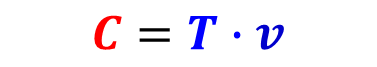 C = T · v